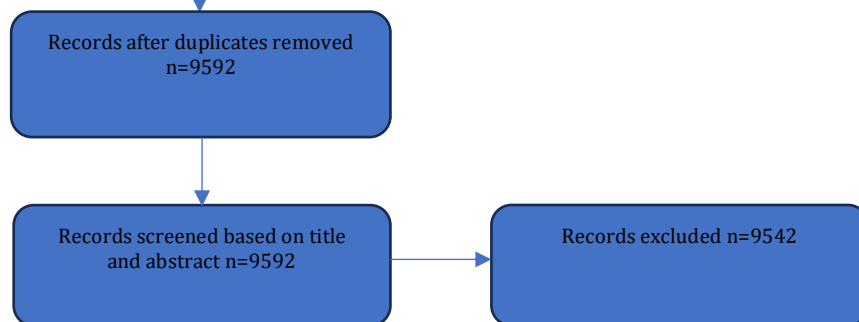 Records after duplicates removed
n=9592
Records screened based on title
and abstract n=9592
Records excluded n=9542